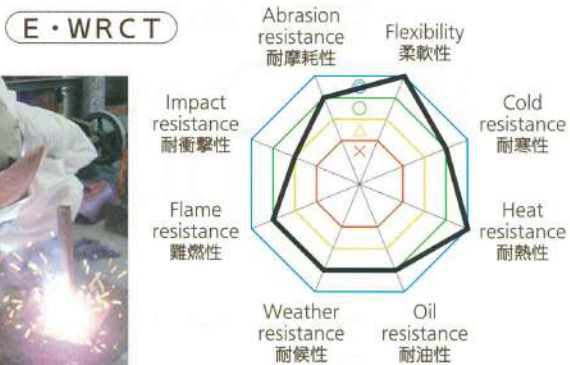 E・WRCT
Abrasion
resistance
耐摩耗性
Flexibility
柔軟性
Impact
resistance
耐衝撃性
◎
○
△
×
Cold
resistance
耐寒性
Flame
resistance
難燃性
Heat
resistance
耐熱性
Weather
resistance
耐候性
Oil
resistance
耐油性